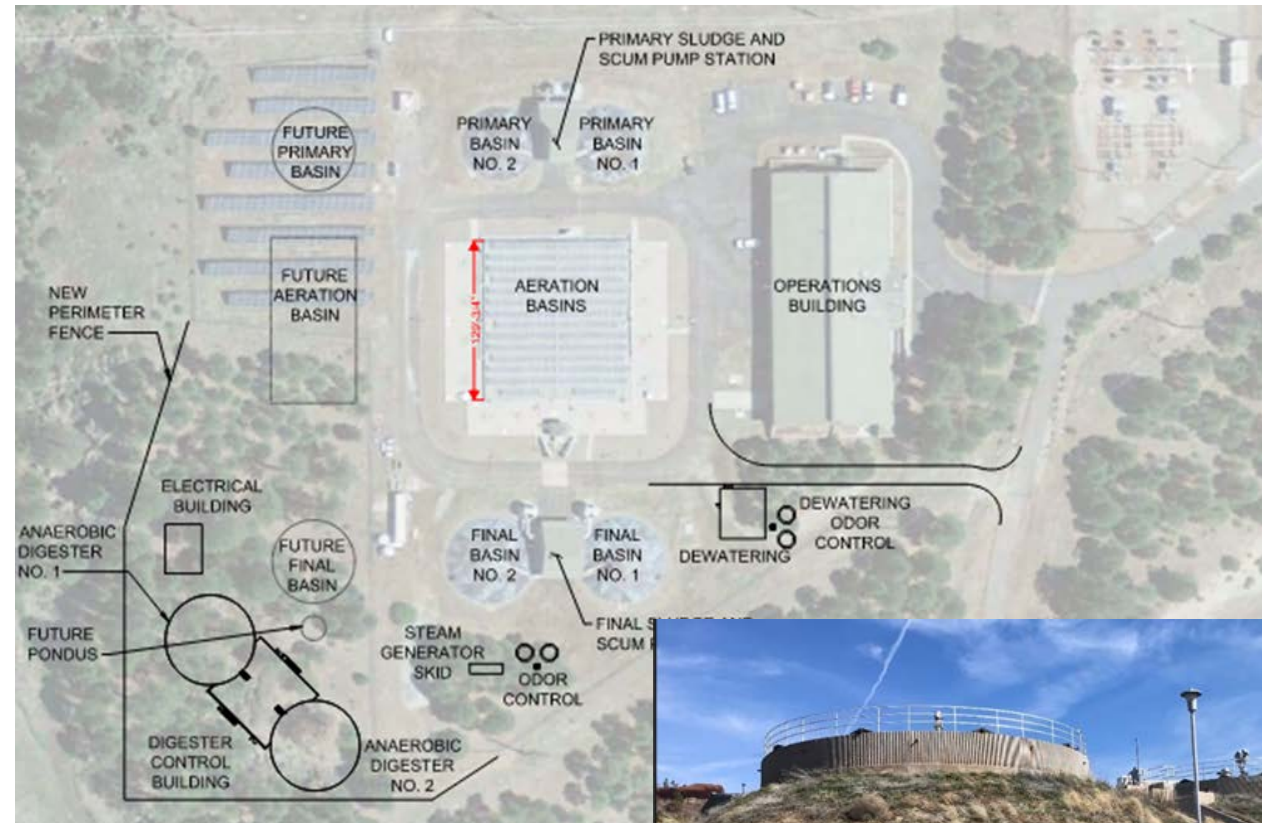 PRIMARY SLUDGE AND
SCUM PUMP STATION
FUTURE
PRIMARY
BASIN
PRIMARY
BASIN
NO. 2
PRIMARY
BASIN
NO. 1
NEW
PERIMETER
FENCE
FUTURE
AERATION
BASIN
AERATION
BASINS
OPERATIONS
BUILDING
ELECTRICAL
BUILDING
ANAEROBIC
DIGESTER
NO. 1
FUTURE
FINAL
BASIN
FINAL
BASIN
NO. 2
FINAL
BASIN
NO. 1
DEWATERING
DEWATERING
ODOR
CONTROL
FUTURE
PONDUS
STEAM
GENERATOR
SKID
ODOR
CONTROL
FINAL
SCUM
DIGESTER
CONTROL
BUILDING
ANAEROBIC
DIGESTER
NO. 2